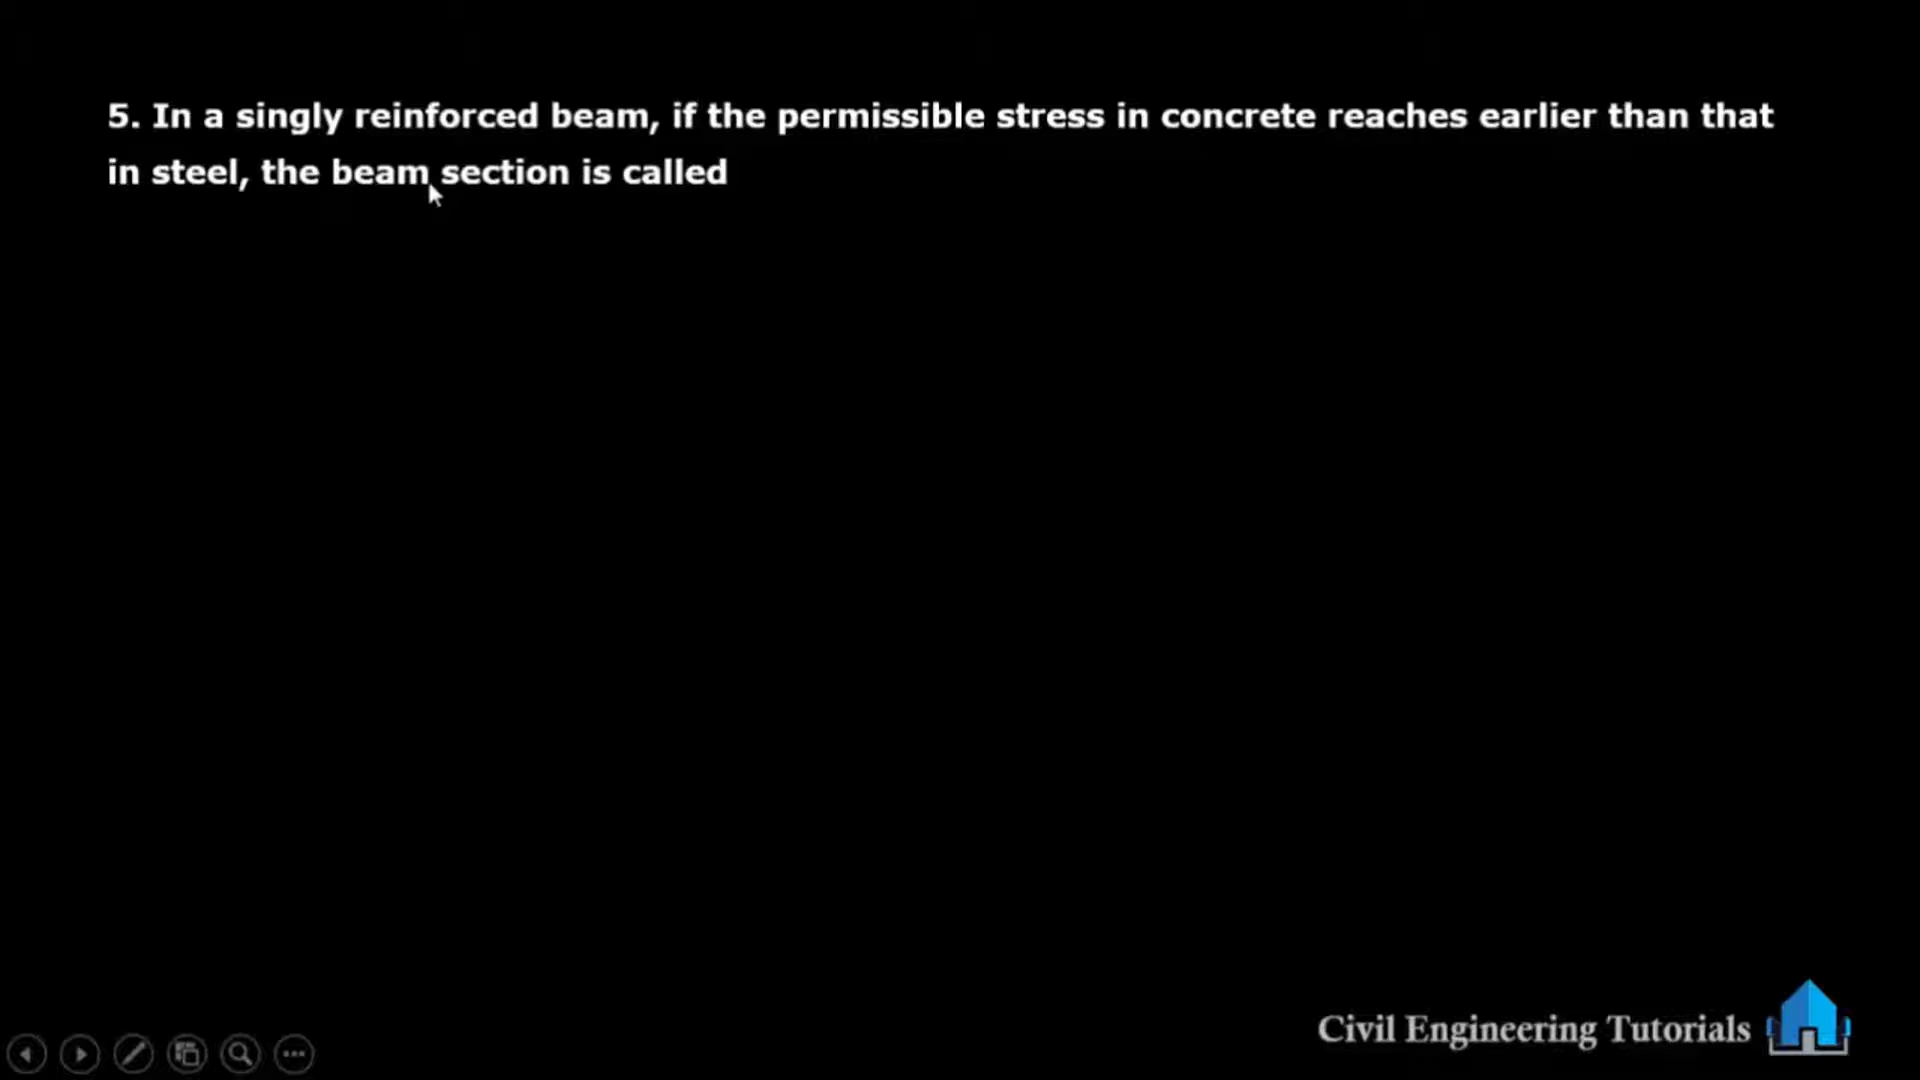 5. In a singly reinforced beam, if the permissible stress in concrete reaches earlier than that
in steel, the beam section is called
Civil Engineering Tutorials